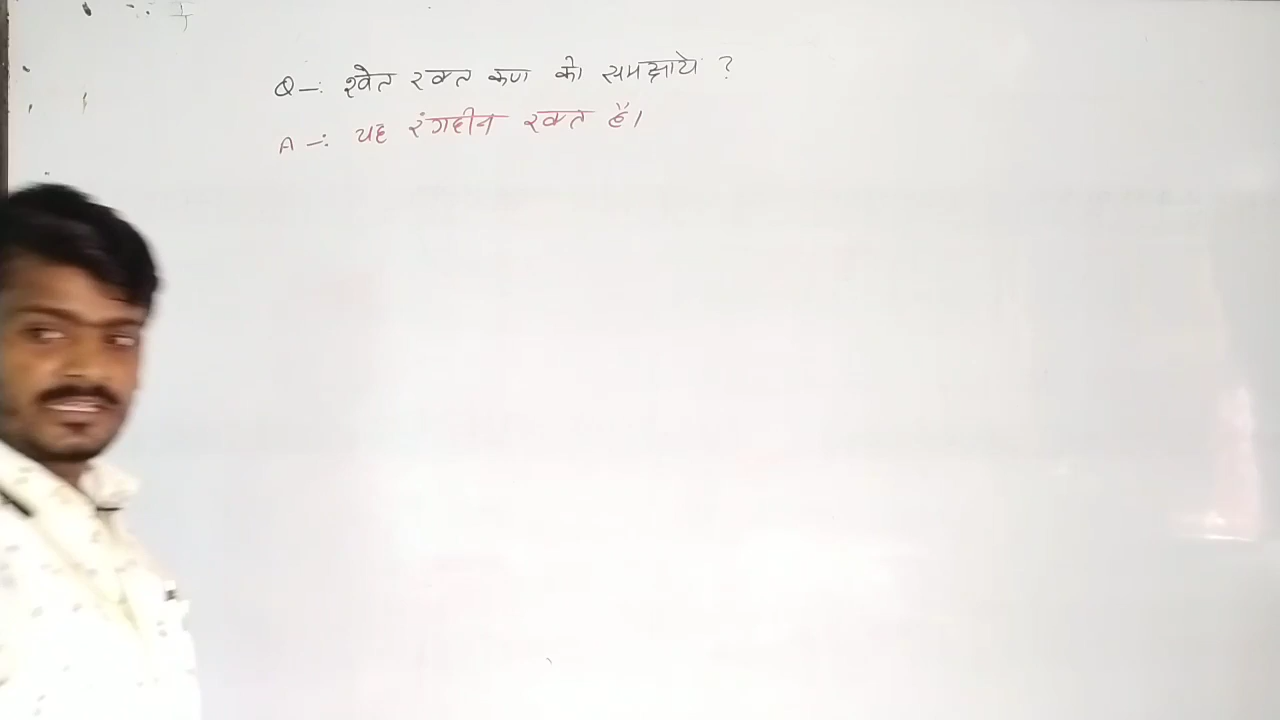 Q-: श्वेत रक्त कण को समझाये ?
A-: यह रंगहीन रक्त है।